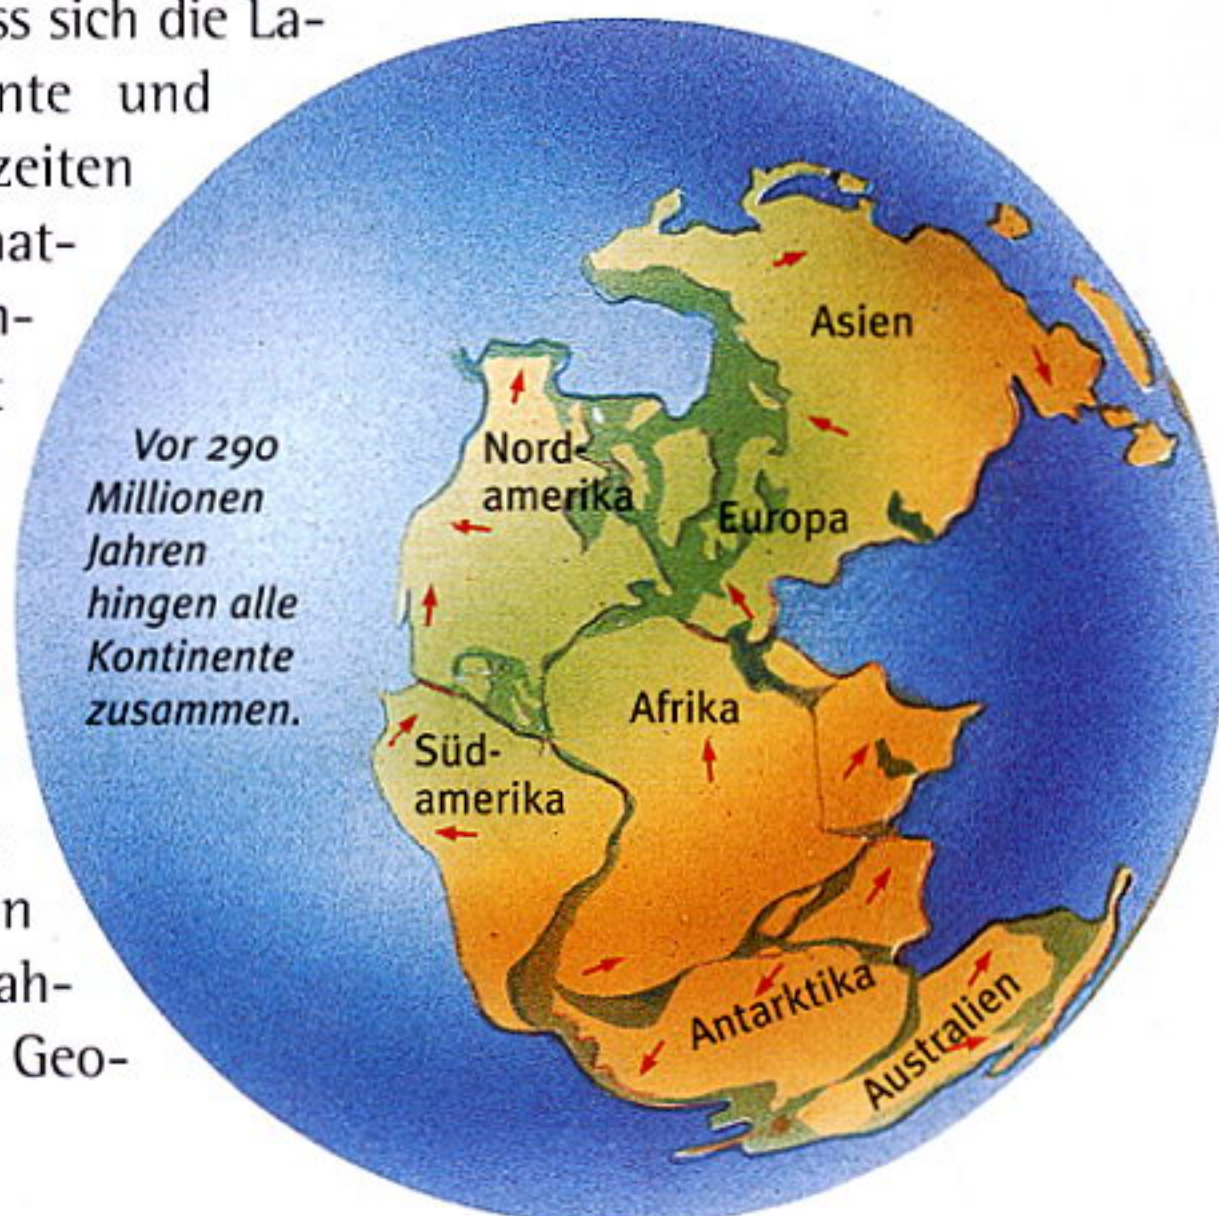 ss sich die La-
nte und
zeiten
at-
n-
Vor 290
Millionen
Jahren
hingen alle
Kontinente
zusammen.
Asien
Nord-
amerika
Europa
Afrika
Süd-
amerika
Antarktika
Australien
n
ah-
Geo-